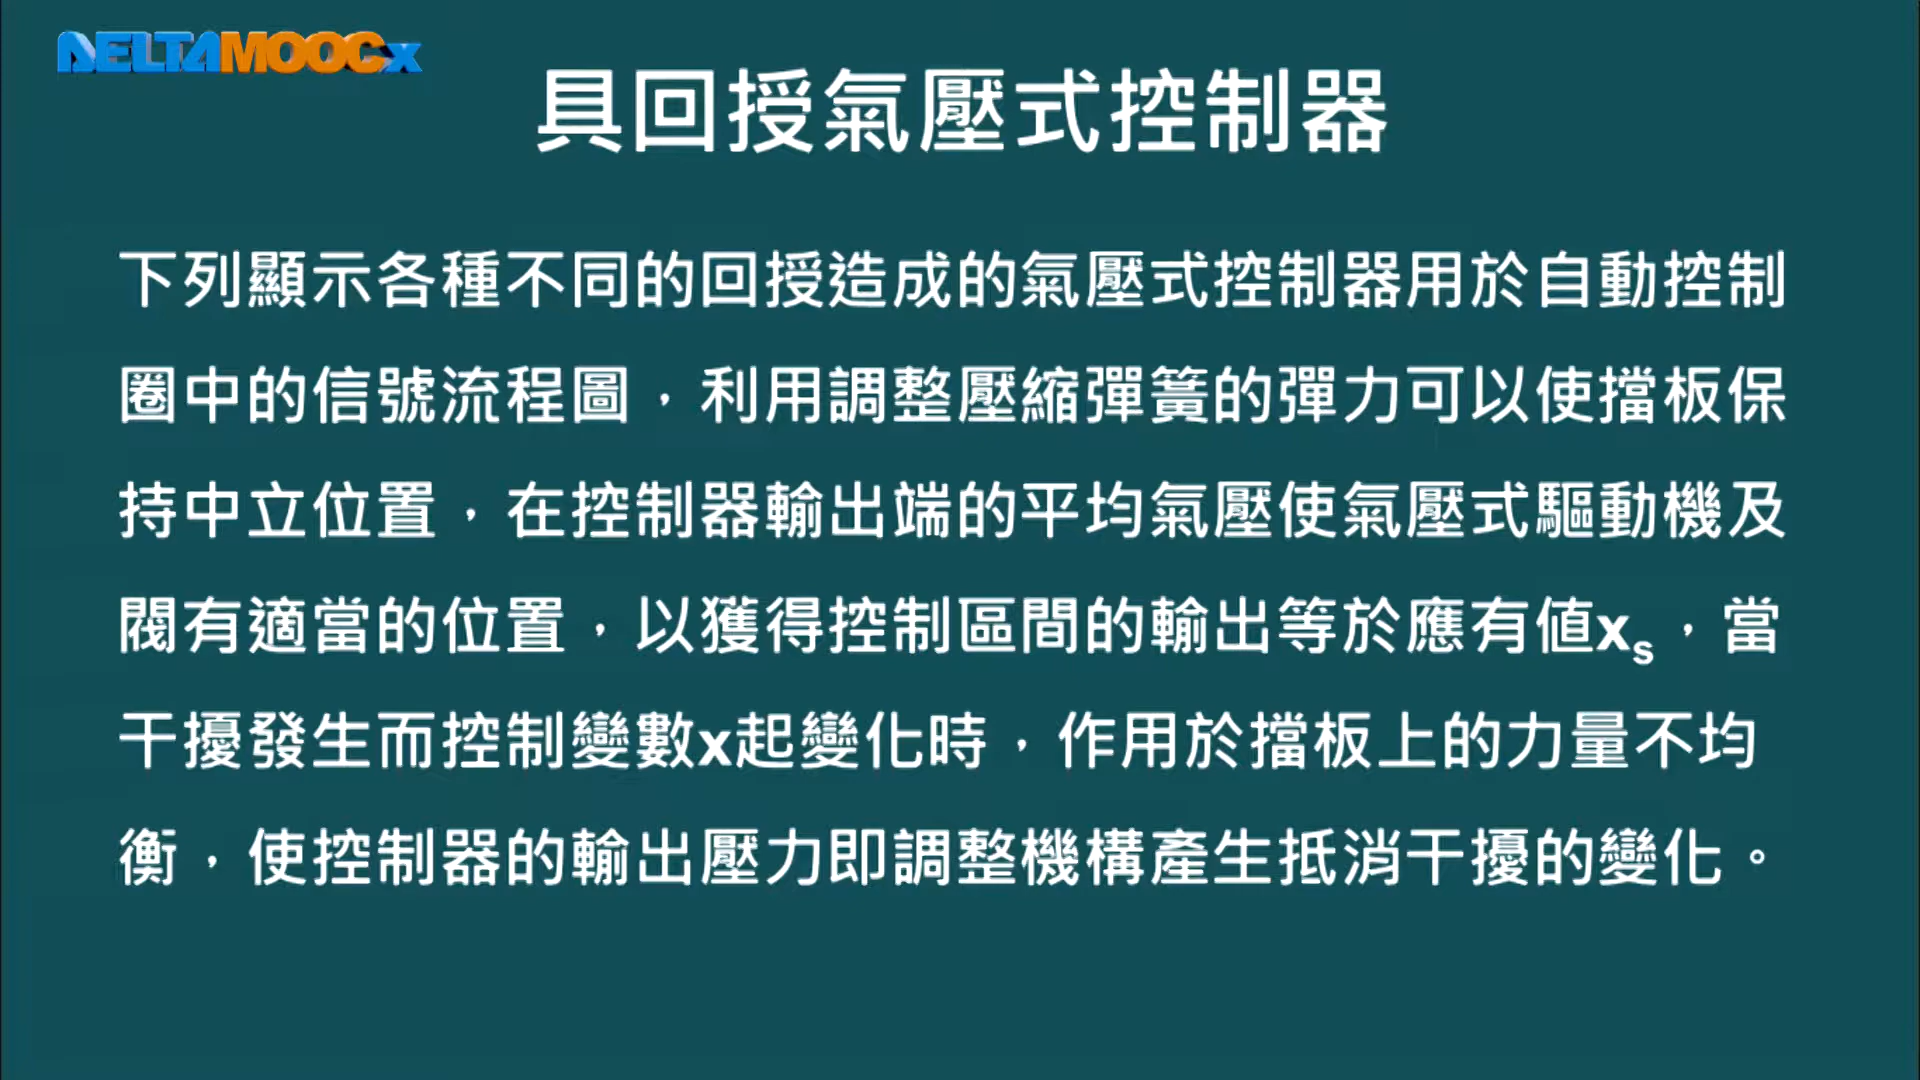 DELTAMOOCx
具回授氣壓式控制器
下列顯示各種不同的回授造成的氣壓式控制器用於自動控制
圈中的信號流程圖，利用調整壓縮彈簧的彈力可以使擋板保
持中立位置，在控制器輸出端的平均氣壓使氣壓式驅動機及
閥有適當的位置，以獲得控制區間的輸出等於應有值xs，當
干擾發生而控制變數x起變化時，作用於擋板上的力量不均
衡，使控制器的輸出壓力即調整機構產生抵消干擾的變化。